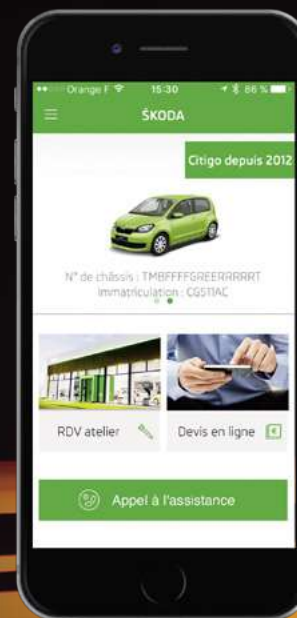 Orange F 15:30 86 %
ŠKODA
Citigo depuis 2012
N° de châssis : TMBFFFFGREERRRRRT
Immatriculation : CG511AC
RDV atelier
Devis en ligne
Appel à l'assistance